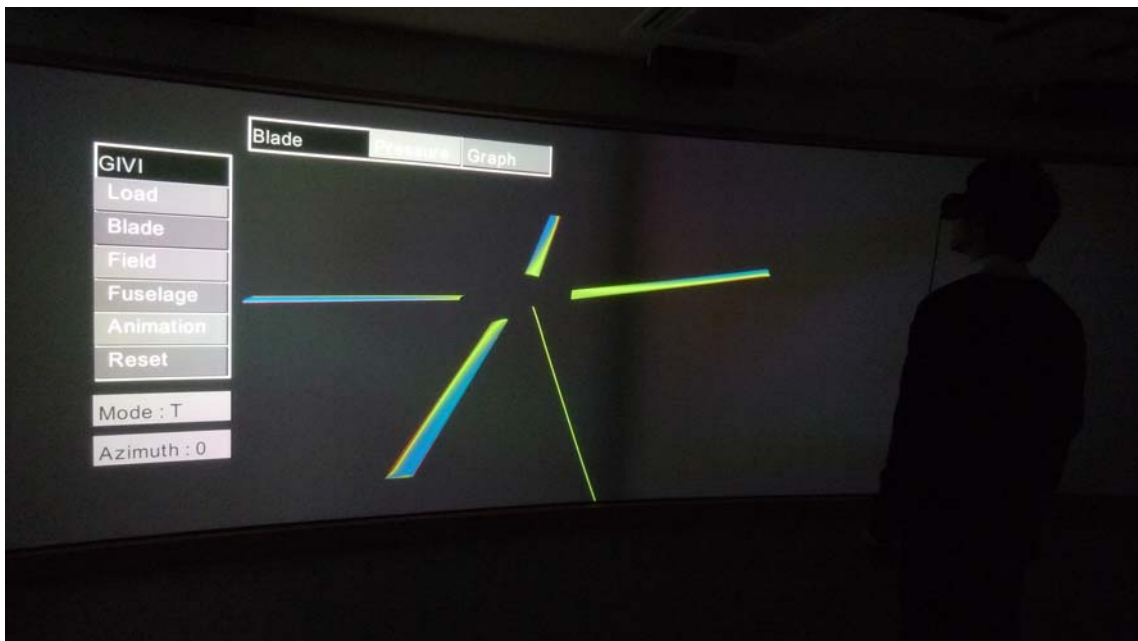 GIVI
Load
Blade
Field
Fuselage
Animation
Reset
Mode : T
Azimuth : 0
Blade Pressure Graph